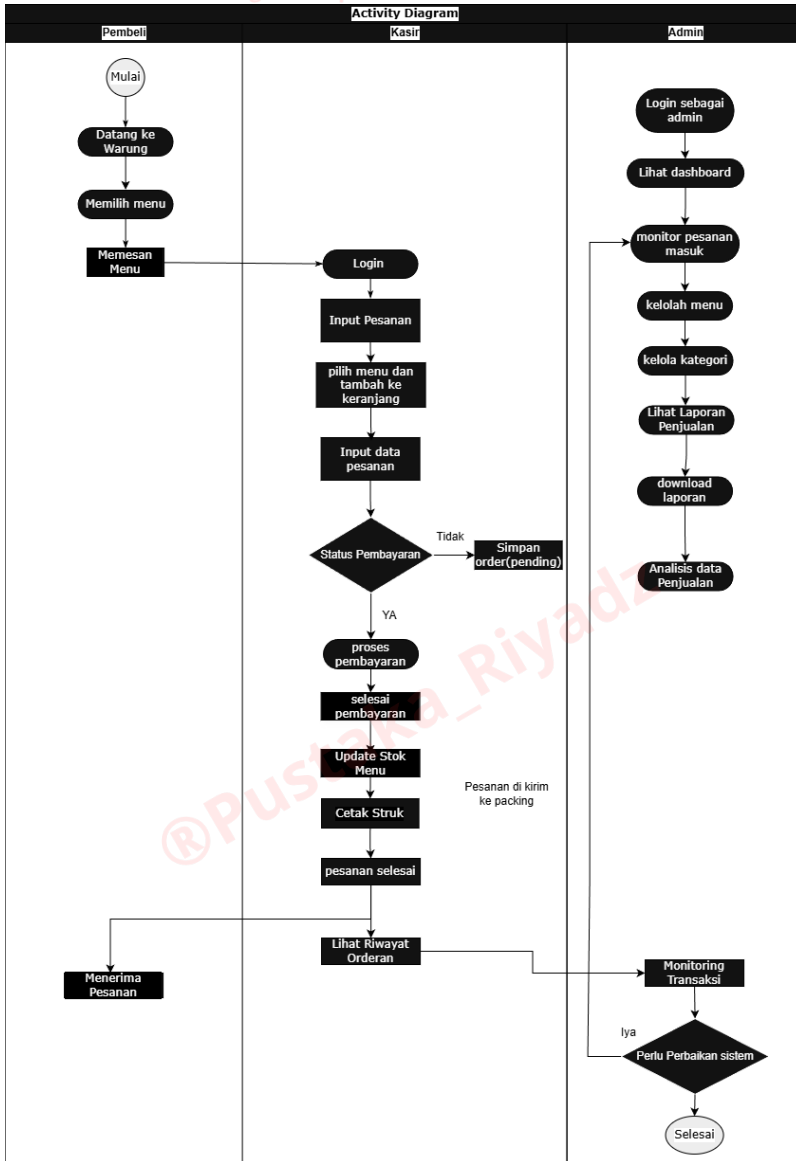 Activity Diagram
Pembeli
Kasir
Admin
Mulai
Datang ke
Warung
Memilih menu
Memesan
Menu
Login
Input Pesanan
pilih menu dan
tambah ke
keranjang
Input data
pesanan
Status Pembayaran
Tidak
Simpan
order(pending)
YA
proses
pembayaran
selesai
pembayaran
Update Stok
Menu
Cetak Struk
Pesanan di kirim
ke packing
pesanan selesai
Lihat Riwayat
Orderan
Menerima
Pesanan
Login sebagai
admin
Lihat dashboard
monitor pesanan
masuk
kelolah menu
kelola kategori
Lihat Laporan
Penjualan
download
laporan
Analisis data
Penjualan
Monitoring
Transaksi
Iya
Perlu Perbaikan sistem
Selesai
®Pustaka_Riyadz